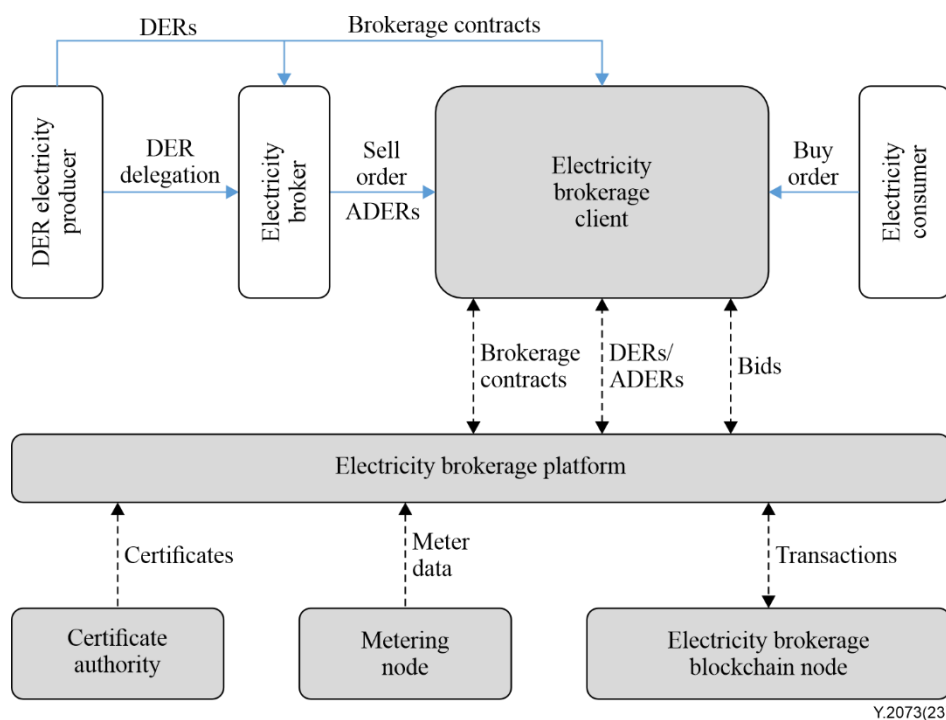 DERs
Brokerage contracts
DER electricity
producer
DER
delegation
Electricity
broker
Sell
order
ADERs
Electricity
brokerage
client
Buy
order
Electricity
consumer
Brokerage
contracts
DERs/
ADERs
Bids
Electricity brokerage platform
Certificates
Meter
data
Transactions
Certificate
authority
Metering
node
Electricity brokerage
blockchain node
Y.2073(23